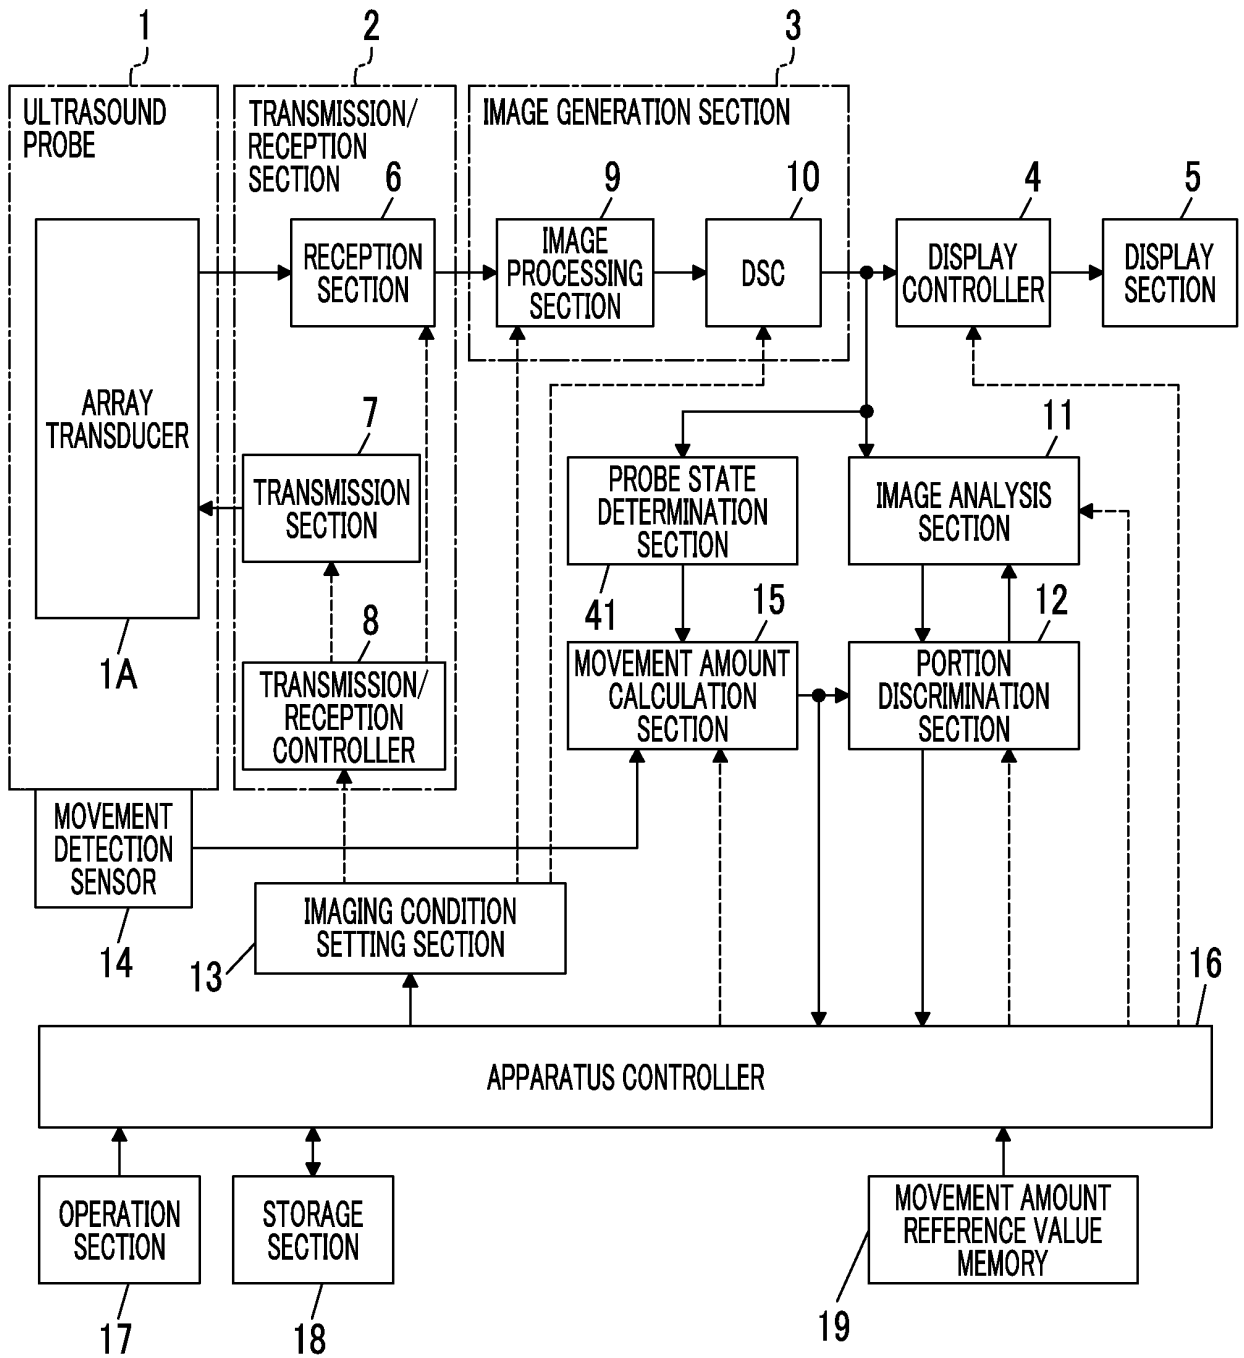 1
2
3
ULTRASOUND
PROBE
TRANSMISSION/
RECEPTION
SECTION
IMAGE GENERATION SECTION
6
9
10
4
5
RECEPTION
SECTION
IMAGE
PROCESSING
SECTION
DSC
DISPLAY
CONTROLLER
DISPLAY
SECTION
ARRAY
TRANSDUCER
7
11
TRANSMISSION
SECTION
PROBE STATE
DETERMINATION
SECTION
IMAGE ANALYSIS
SECTION
41
15
12
8
1A
TRANSMISSION/
RECEPTION
CONTROLLER
MOVEMENT AMOUNT
CALCULATION
SECTION
PORTION
DISCRIMINATION
SECTION
MOVEMENT
DETECTION
SENSOR
14
IMAGING CONDITION
SETTING SECTION
13
16
APPARATUS CONTROLLER
OPERATION
SECTION
STORAGE
SECTION
MOVEMENT AMOUNT
REFERENCE VALUE
MEMORY
17
18
19